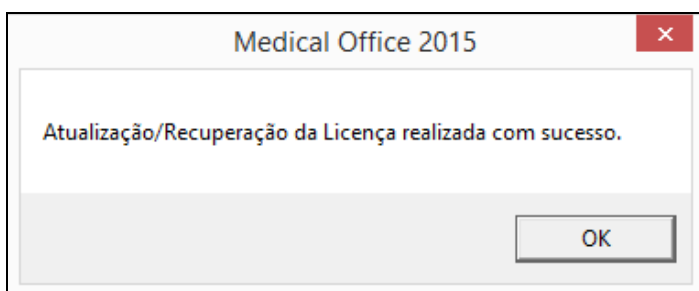 Medical Office 2015
Atualização/Recuperação da Licença realizada com sucesso.
OK